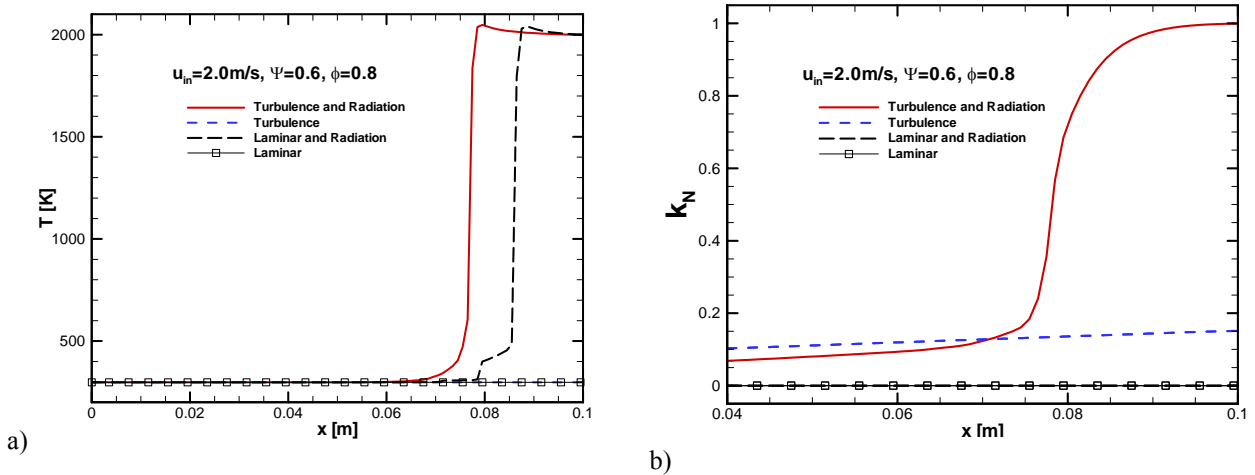 2000
1500
1000
500
T [K]
u_in=2.0m/s, Ψ=0.6, ϕ=0.8
Turbulence and Radiation
Turbulence
Laminar and Radiation
Laminar
0 0.02 0.04 0.06 0.08 0.1
x [m]
a)
1
0.8
0.6
0.4
0.2
0
k_N
u_in=2.0m/s, Ψ=0.6, ϕ=0.8
Turbulence and Radiation
Turbulence
Laminar and Radiation
Laminar
0.04 0.06 0.08 0.1
x [m]
b)